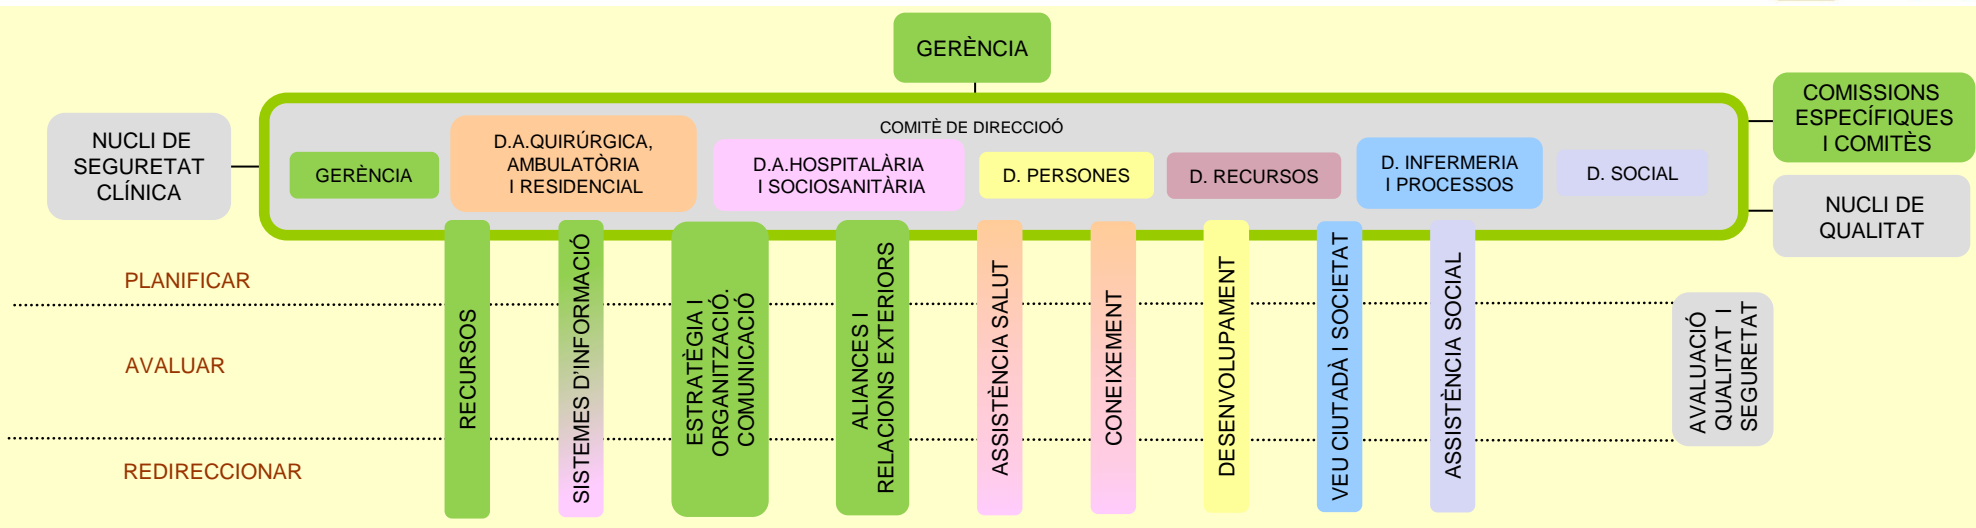 GERÈNCIA
COMISSIONS
ESPECÍFIQUES
I COMITÈS
NUCLI DE
SEGURETAT
CLÍNICA
COMITÈ DE DIRECCIOÓ
GERÈNCIA
D.A.QUIRÚRGICA,
AMBULATÒRIA
I RESIDENCIAL
D.A.HOSPITALÀRIA
I SOCIOSANITÀRIA
D. PERSONES
D. RECURSOS
D. INFERMERIA
I PROCESSOS
D. SOCIAL
NUCLI DE
QUALITAT
PLANIFICAR
AVALUAR
REDIRECCIONAR
RECURSOS
SISTEMES D'INFORMACIÓ
ESTRATÈGIA I
ORGANITZACIÓ.
COMUNICACIÓ
ALIANCES I
RELACIONS EXTERIORS
ASSISTÈNCIA SALUT
CONEIXEMENT
DESENVOLUPAMENT
VEU CIUTADÀ I SOCIETAT
ASSISTÈNCIA SOCIAL
AVALUACIÓ
QUALITAT I
SEGURETAT